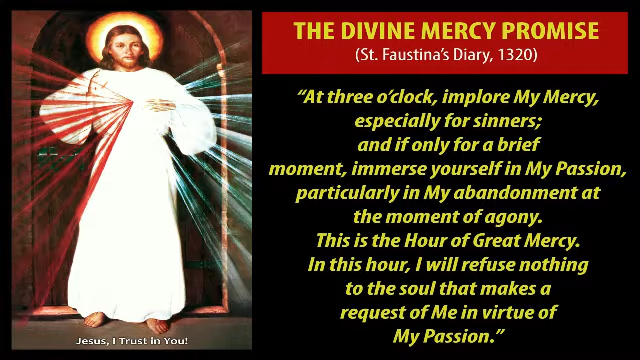 THE DIVINE MERCY PROMISE
(St. Faustina's Diary, 1320)
“At three o’clock, implore My Mercy,
especially for sinners;
and if only for a brief
moment, immerse yourself in My Passion,
particularly in My abandonment at
the moment of agony.
This is the Hour of Great Mercy.
In this hour, I will refuse nothing
to the soul that makes a
request of Me in virtue of
My Passion.”
Jesus, I Trust in You!